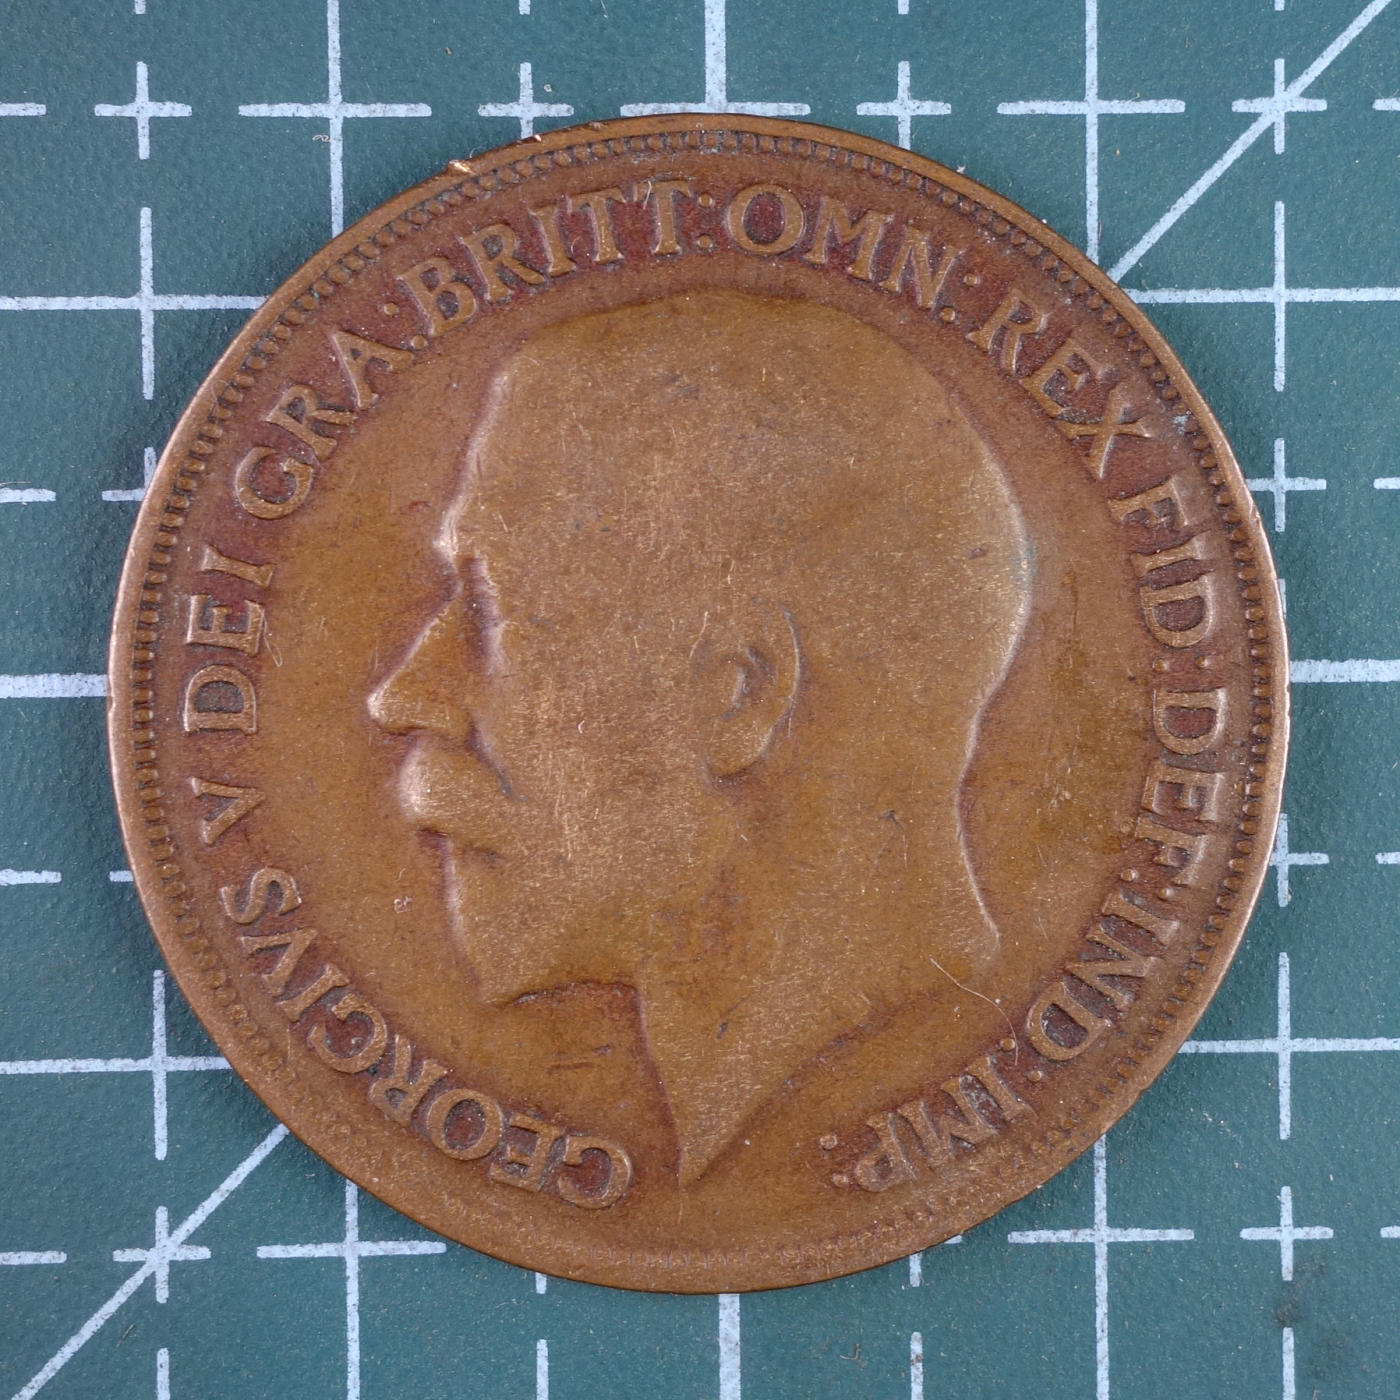 GEORGIVS V DEI GRA: BRITT: OMN: REX FID: DEF: IND: IMP: